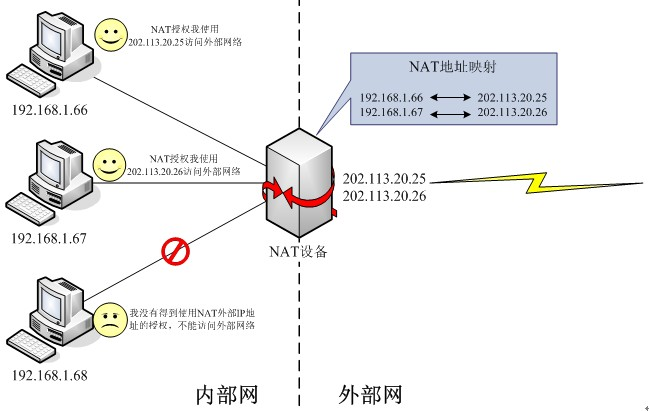 NAT授权我使用
202.113.20.25访问外部网络
192.168.1.66
NAT地址映射
192.168.1.66 202.113.20.25
192.168.1.67 202.113.20.26
NAT授权我使用
202.113.20.26访问外部网络
192.168.1.67
202.113.20.25
202.113.20.26
NAT设备
我没有得到使用NAT外部IP地
址的授权，不能访问外部网络
192.168.1.68
内部网
外部网